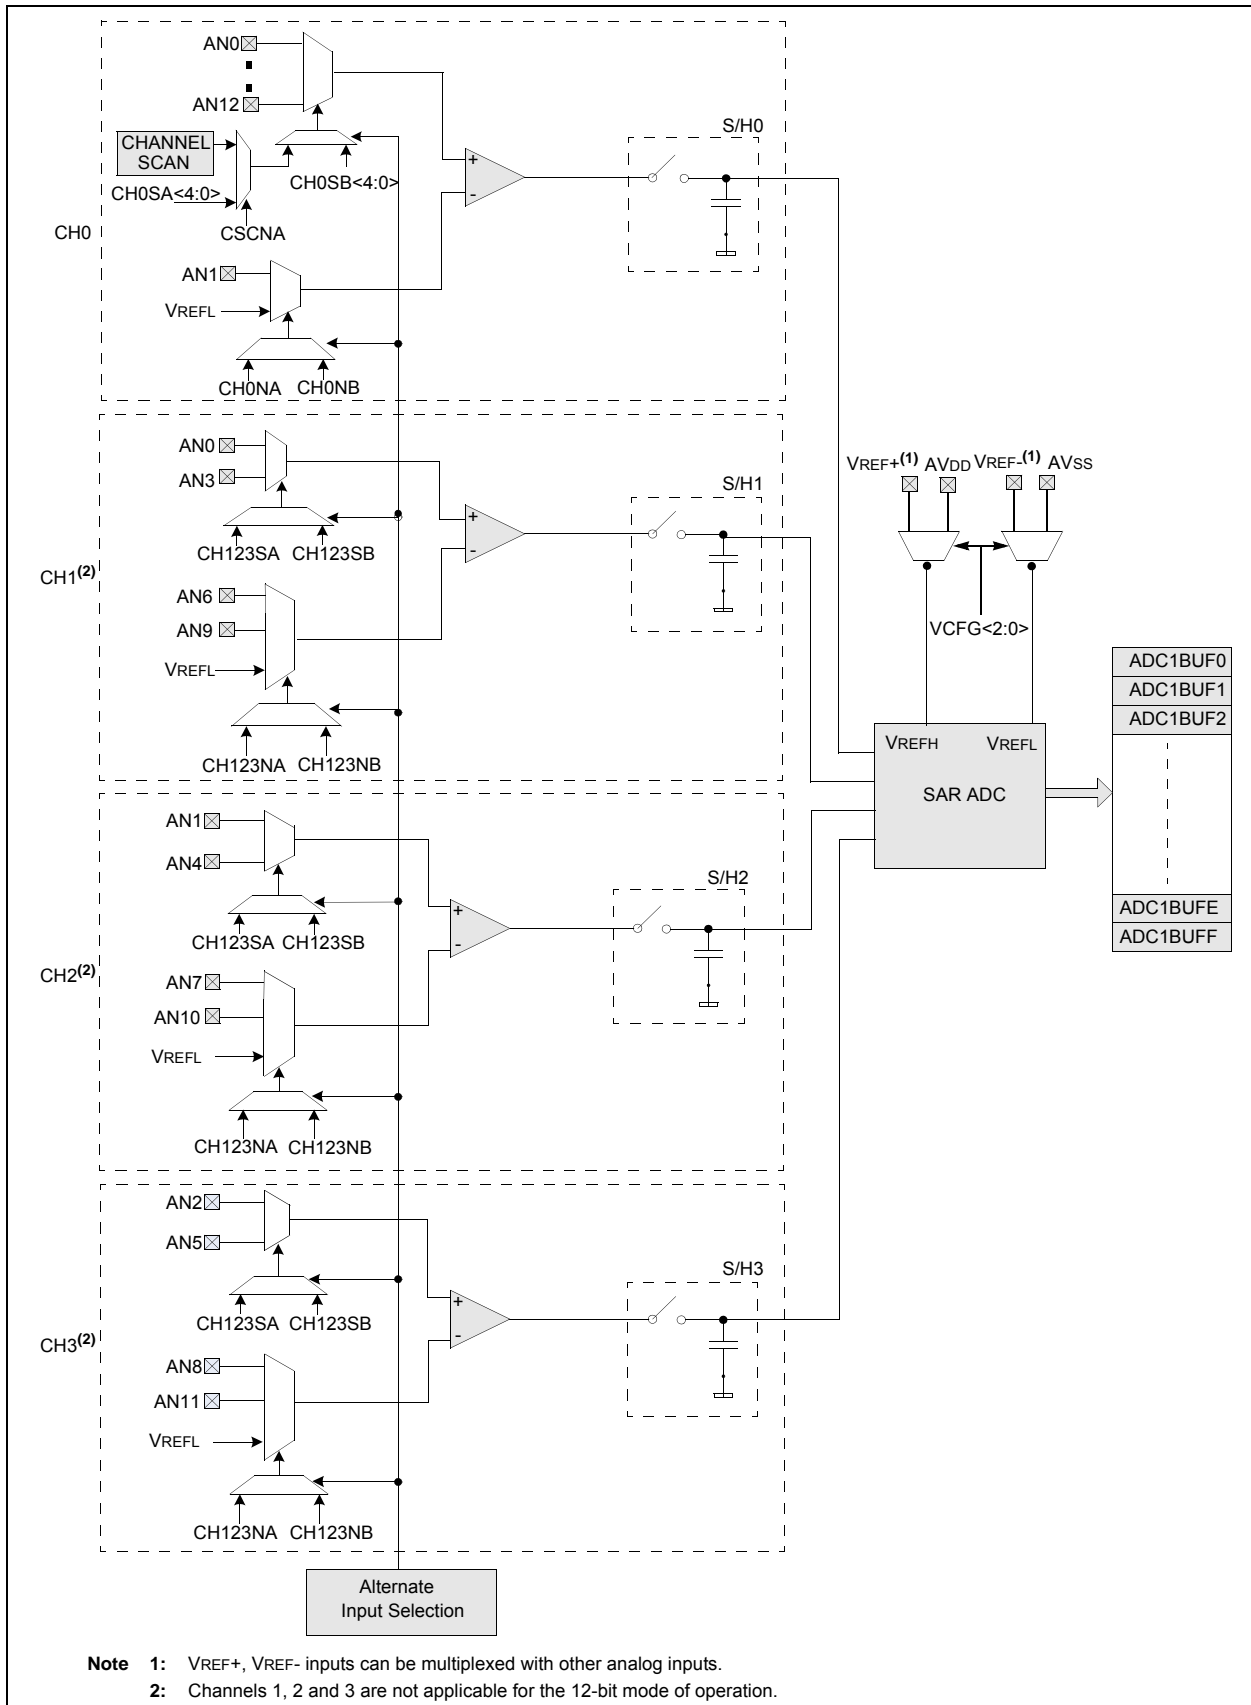 AN0
AN12
CHANNEL
SCAN
CH0SA<4:0>
CH0SB<4:0>
CSCNA
CH0
AN1
VREFL
CH0NA CH0NB
+
-
S/H0
AN0
AN3
CH123SA CH123SB
CH1(2)
AN6
AN9
VREFL
CH123NA CH123NB
+
-
S/H1
VREF+(1) AVDD VREF-(1) AVSS
VCFG<2:0>
VREFH VREFL
SAR ADC
ADC1BUF0
ADC1BUF1
ADC1BUF2
ADC1BUFE
ADC1BUFF
AN1
AN4
CH123SA CH123SB
CH2(2)
AN7
AN10
VREFL
CH123NA CH123NB
+
-
S/H2
AN2
AN5
CH123SA CH123SB
CH3(2)
AN8
AN11
VREFL
CH123NA CH123NB
+
-
S/H3
Alternate
Input Selection
Note 1: VREF+, VREF- inputs can be multiplexed with other analog inputs.
2: Channels 1, 2 and 3 are not applicable for the 12-bit mode of operation.